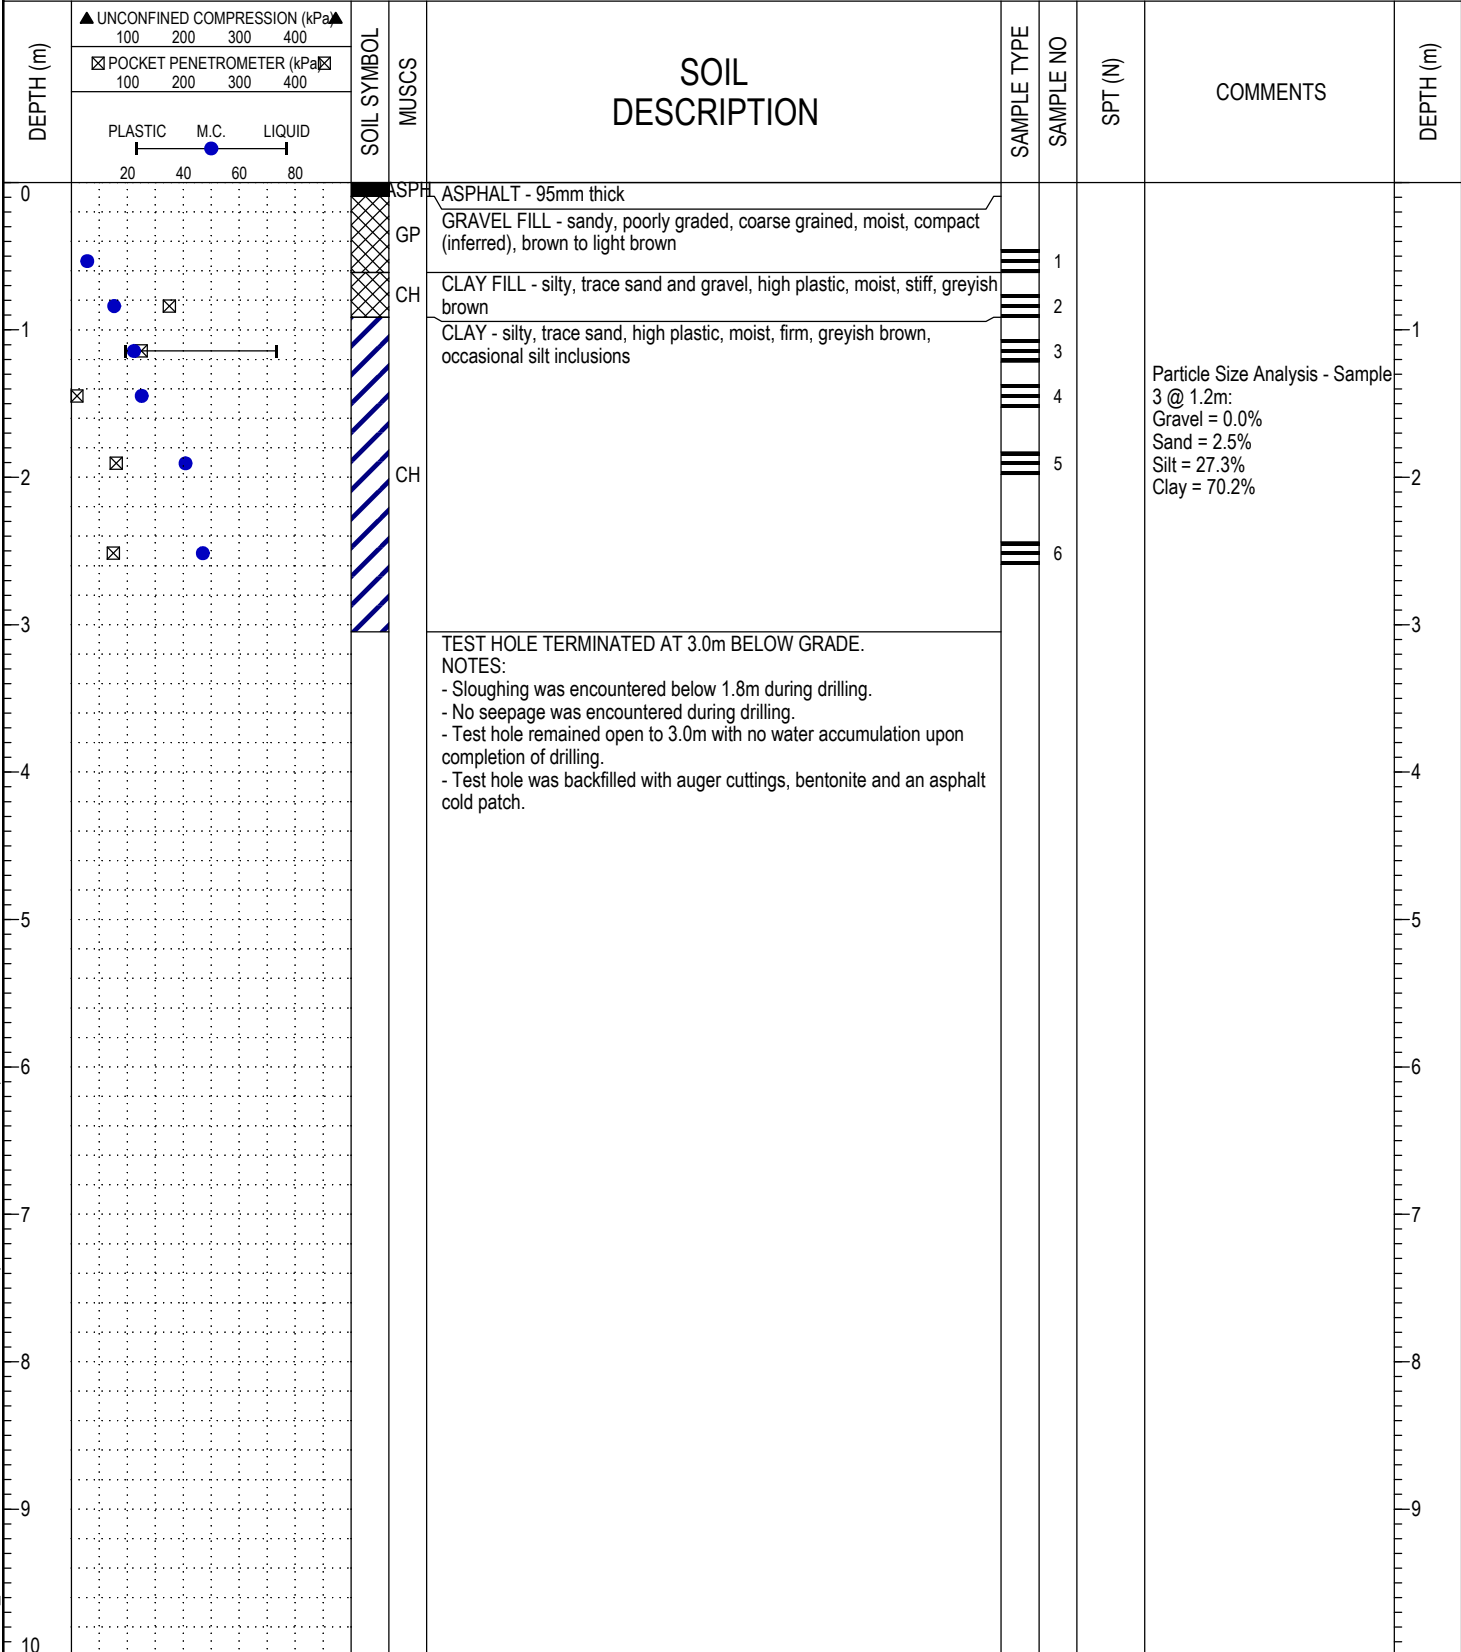 DEPTH (m)
▲ UNCONFINED COMPRESSION (kPa) ▲
100 200 300 400
☒ POCKET PENETROMETER (kPa) ☒
100 200 300 400
PLASTIC M.C. LIQUID
20 40 60 80
SOIL SYMBOL
MUSCS
SOIL
DESCRIPTION
SAMPLE TYPE
SAMPLE NO
SPT (N)
COMMENTS
DEPTH (m)
0
ASPH
ASPHALT - 95mm thick
GP
GRAVEL FILL - sandy, poorly graded, coarse grained, moist, compact
(inferred), brown to light brown
1
CH
CLAY FILL - silty, trace sand and gravel, high plastic, moist, stiff, greyish
brown
2
1
1
CLAY - silty, trace sand, high plastic, moist, firm, greyish brown,
occasional silt inclusions
3
4
Particle Size Analysis - Sample
3 @ 1.2m:
Gravel = 0.0%
Sand = 2.5%
Silt = 27.3%
Clay = 70.2%
5
2
CH
2
6
3
3
TEST HOLE TERMINATED AT 3.0m BELOW GRADE.
NOTES:
- Sloughing was encountered below 1.8m during drilling.
- No seepage was encountered during drilling.
- Test hole remained open to 3.0m with no water accumulation upon
completion of drilling.
- Test hole was backfilled with auger cuttings, bentonite and an asphalt
cold patch.
4
4
5
5
6
6
7
7
8
8
9
9
10